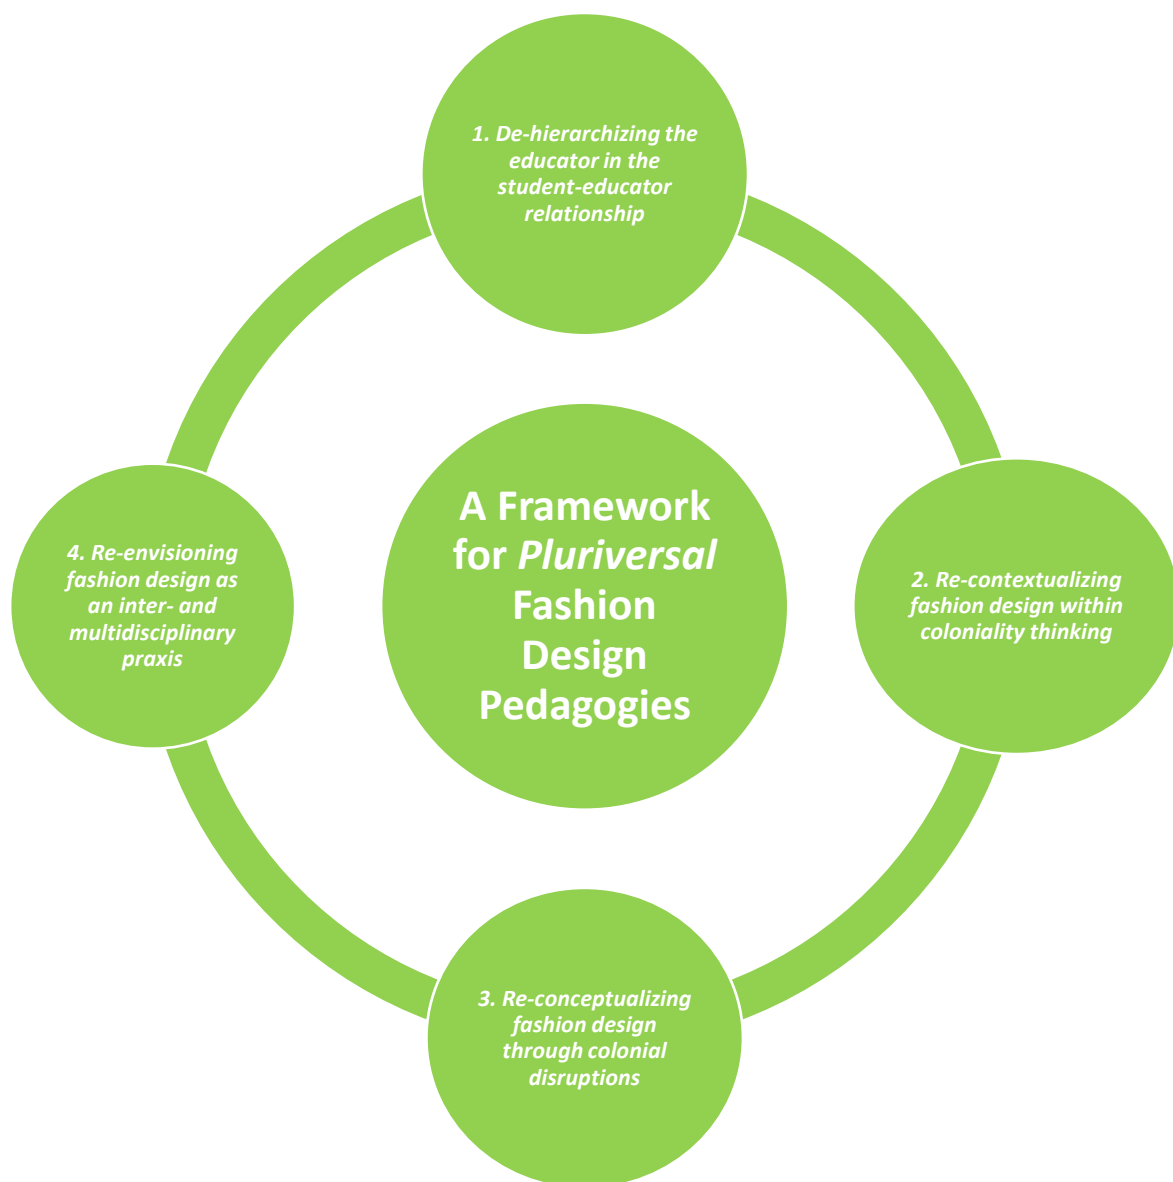 1. De-hierarchizing the
educator in the
student-educator
relationship
A Framework
for Pluriversal
Fashion
Design
Pedagogies
2. Re-contextualizing
fashion design within
coloniality thinking
3. Re-conceptualizing
fashion design
through colonial
disruptions
4. Re-envisioning
fashion design as
an inter- and
multidisciplinary
praxis